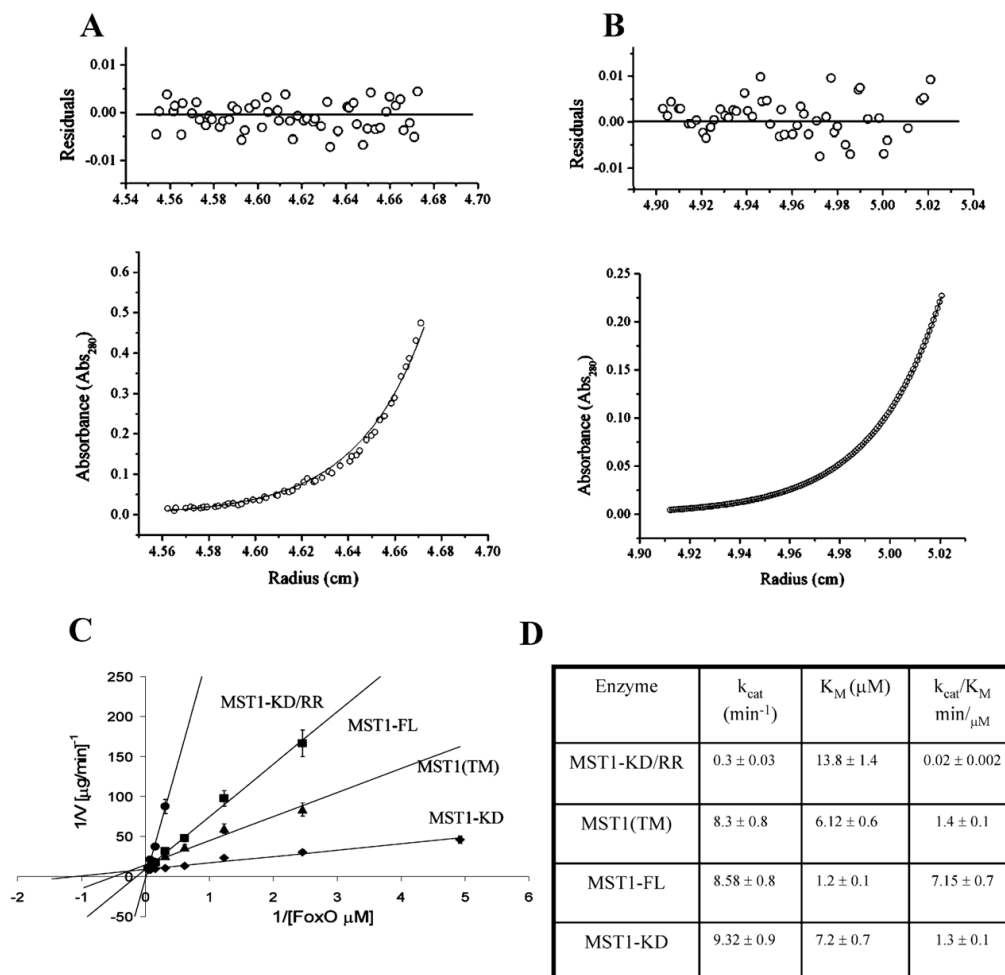 A
B
Residuals
0.01
0.00
-0.01
4.54 4.56 4.58 4.60 4.62 4.64 4.66 4.68 4.70
Residuals
0.01
0.00
-0.01
4.90 4.92 4.94 4.96 4.98 5.00 5.02 5.04
Absorbance (Abs280)
0.6
0.5
0.4
0.3
0.2
0.1
0.0
4.56 4.58 4.60 4.62 4.64 4.66 4.68 4.70
Radius (cm)
Absorbance (Abs280)
0.25
0.20
0.15
0.10
0.05
0.00
4.90 4.92 4.94 4.96 4.98 5.00 5.02
Radius (cm)
C
1/V [µg/min)]-1
250
200
150
100
50
0
-50
-2 -1 0 1 2 3 4 5 6
1/[FoxO µM]
MST1-KD/RR
MST1-FL
MST1(TM)
MST1-KD
D
Enzyme kcat KM (µM) kcat/KM
(min-1) min/µM
MST1-KD/RR 0.3 ± 0.03 13.8 ± 1.4 0.02 ± 0.002
MST1(TM) 8.3 ± 0.8 6.12 ± 0.6 1.4 ± 0.1
MST1-FL 8.58 ± 0.8 1.2 ± 0.1 7.15 ± 0.7
MST1-KD 9.32 ± 0.9 7.2 ± 0.7 1.3 ± 0.1